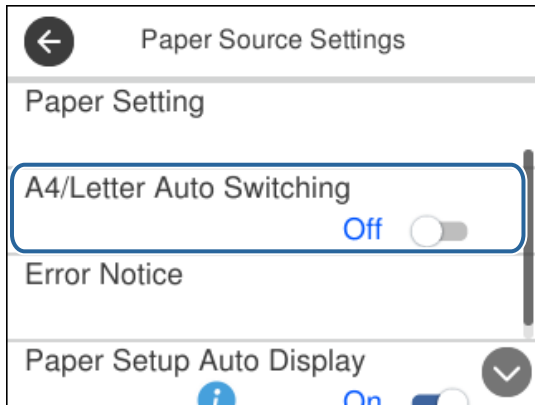 Paper Source Settings
Paper Setting
A4/Letter Auto Switching
Off
Error Notice
Paper Setup Auto Display
i On